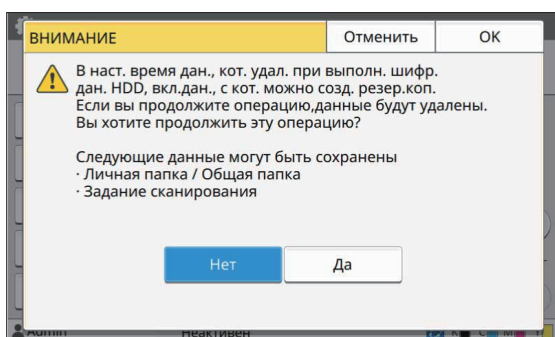 ВНИМАНИЕ
Отменить
OK
В наст. время дан., кот. удал. при выполн. шифр.
дан. HDD, вкл.дан., с кот. можно созд. резер.коп.
Если вы продолжите операцию,данные будут удалены.
Вы хотите продолжить эту операцию?
Следующие данные могут быть сохранены
· Личная папка / Общая папка
· Задание сканирования
Нет
Да
Admin
Неактивен
K C M Y